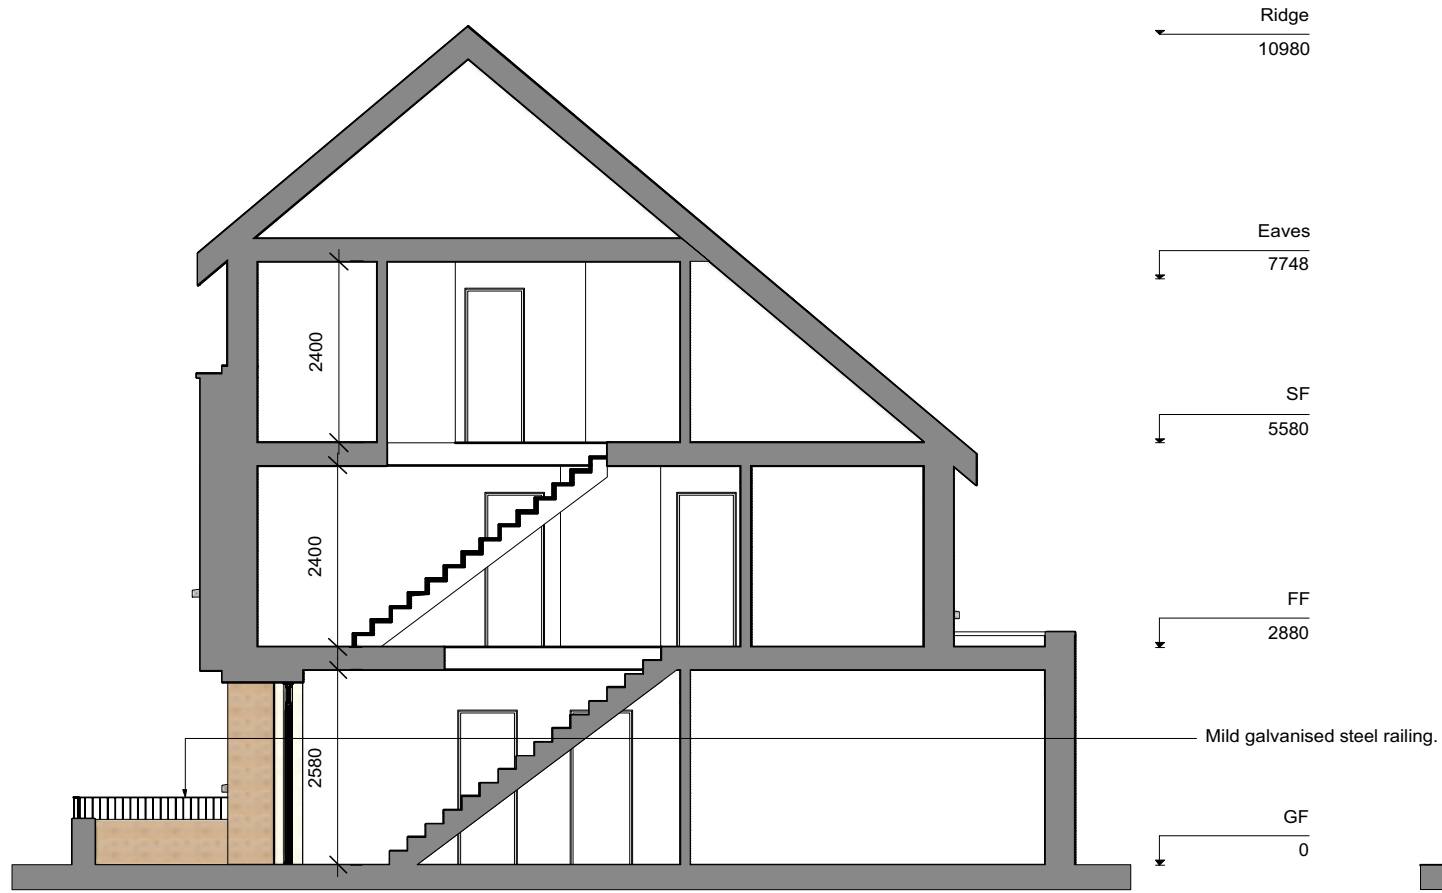 Ridge
10980
Eaves
7748
2400
SF
5580
2400
FF
2880
Mild galvanised steel railing.
2580
GF
0